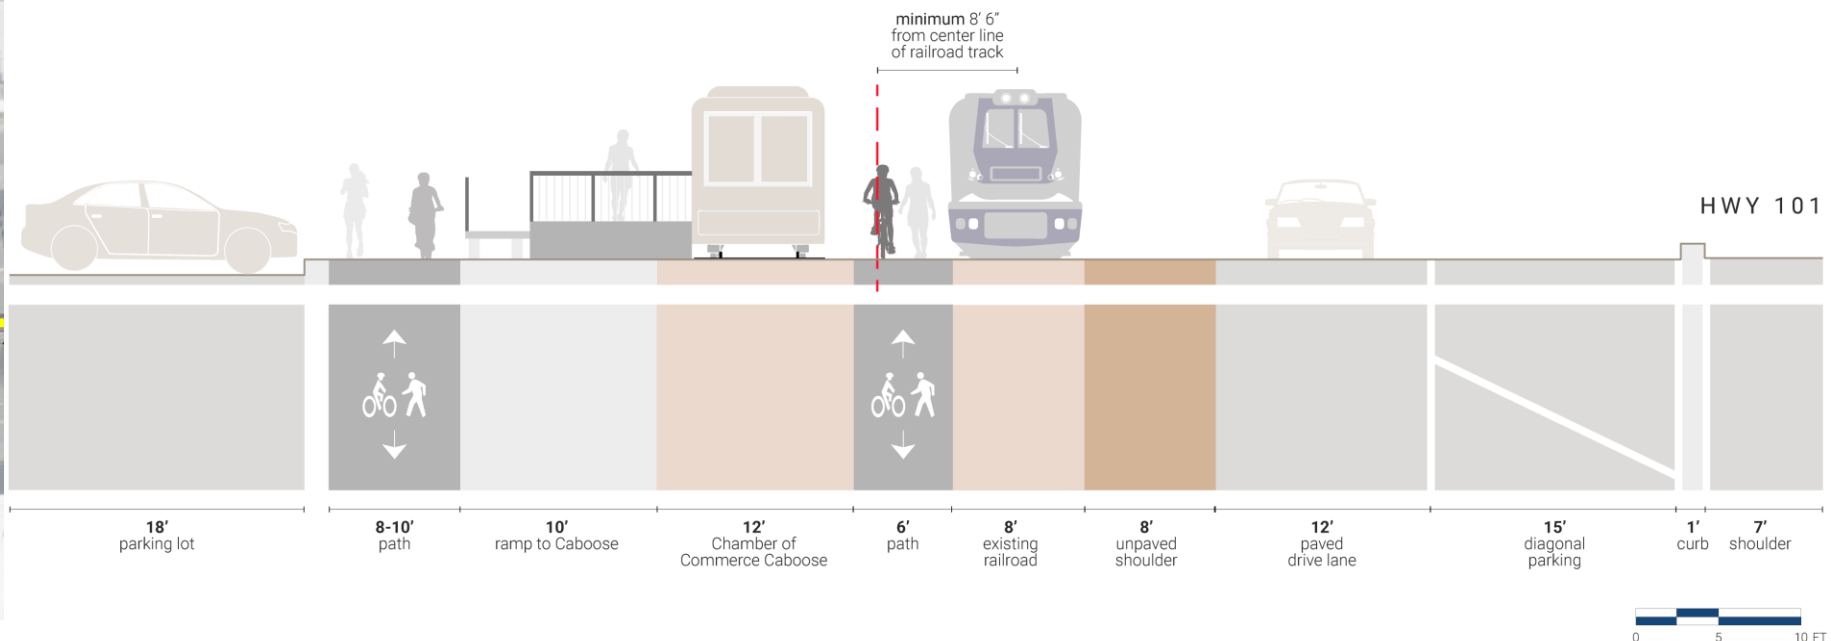 minimum 8' 6"
from center line
of railroad track
HWY 101
18'
parking lot
8-10'
path
10'
ramp to Caboose
12'
Chamber of
Commerce Caboose
6'
path
8'
existing
railroad
8'
unpaved
shoulder
12'
paved
drive lane
15'
diagonal
parking
1'
curb
7'
shoulder
0 5 10 FT